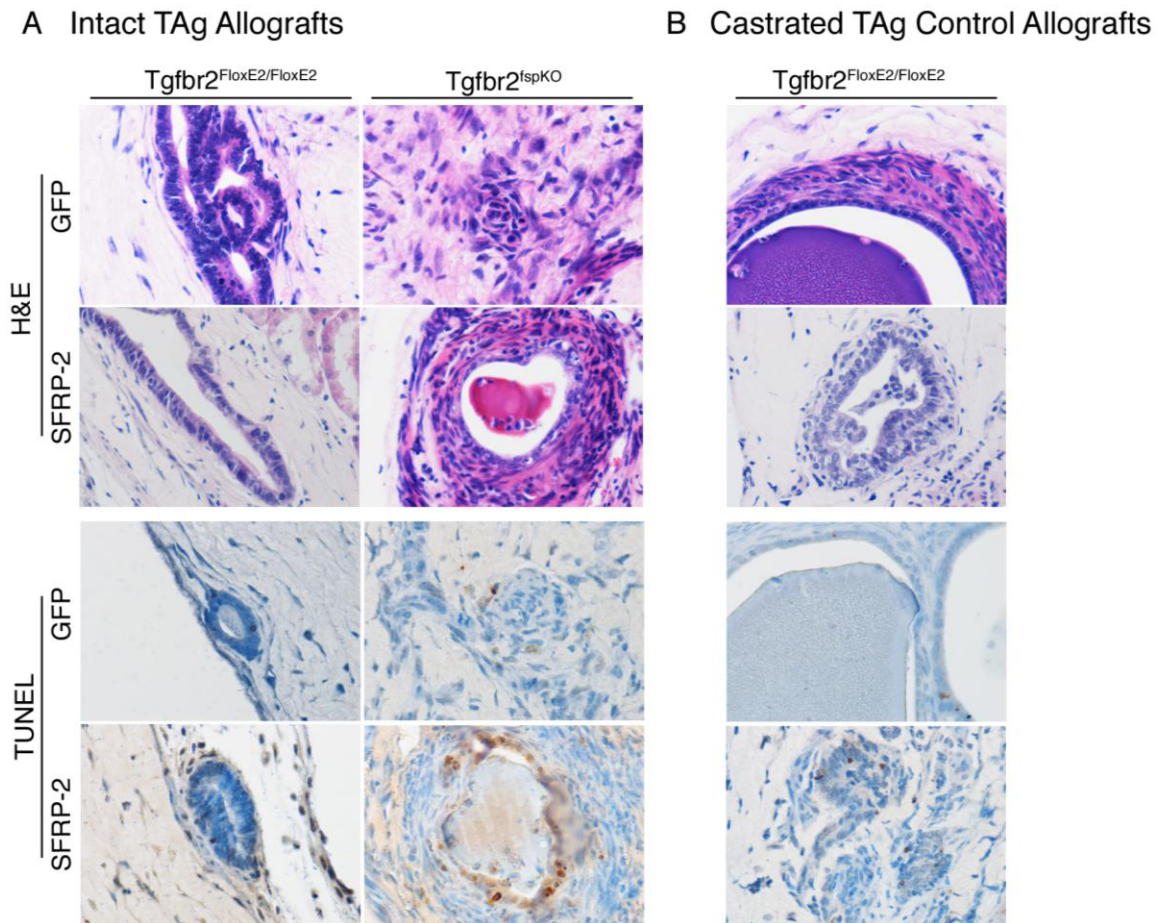 A Intact TAg Allografts
B Castrated TAg Control Allografts
Tgfbr2FloxE2/FloxE2
Tgfbr2fspKO
Tgfbr2FloxE2/FloxE2
H&E
GFP
SFRP-2
TUNEL
GFP
SFRP-2